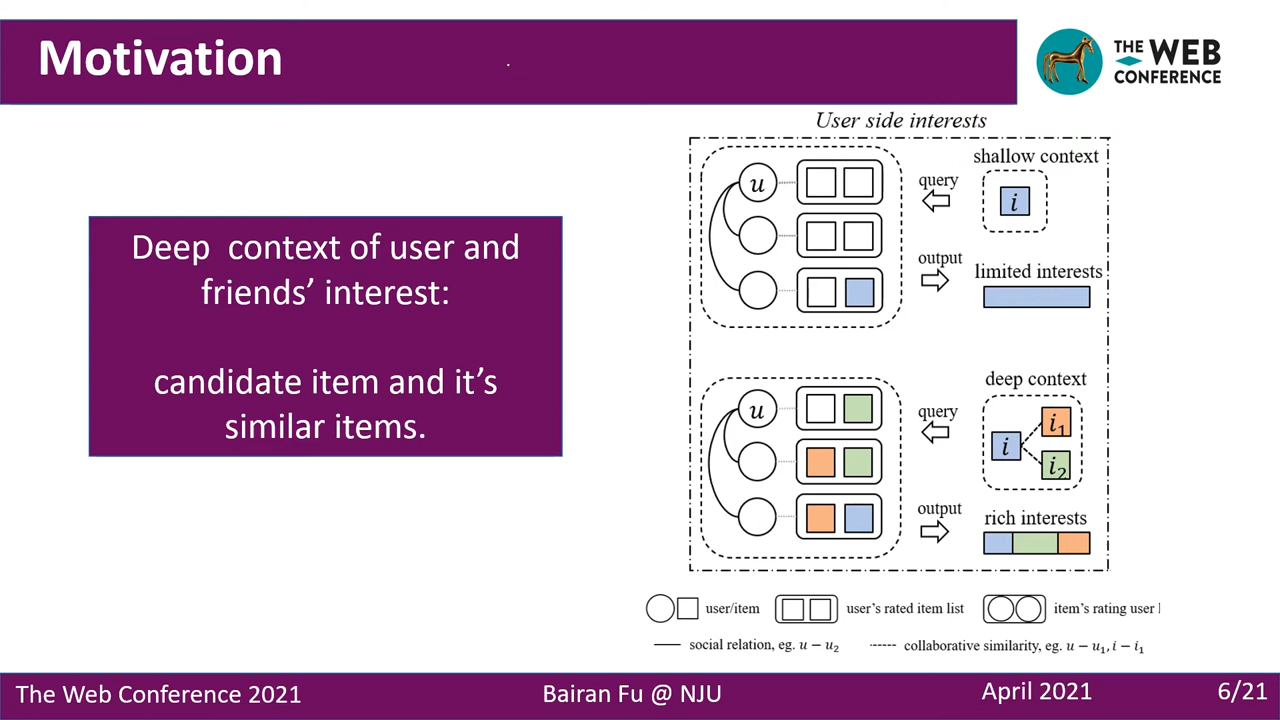 Motivation
THE WEB
CONFERENCE
Deep context of user and
friends’ interest:
candidate item and it’s
similar items.
User side interests
shallow context
u
query
i
output
limited interests
deep context
u
query
i
i1
i2
output
rich interests
user/item
user’s rated item list
item’s rating user l
social relation, eg. u − u2
collaborative similarity, eg. u − u1, i − i1
The Web Conference 2021
Bairan Fu @ NJU
April 2021
6/21